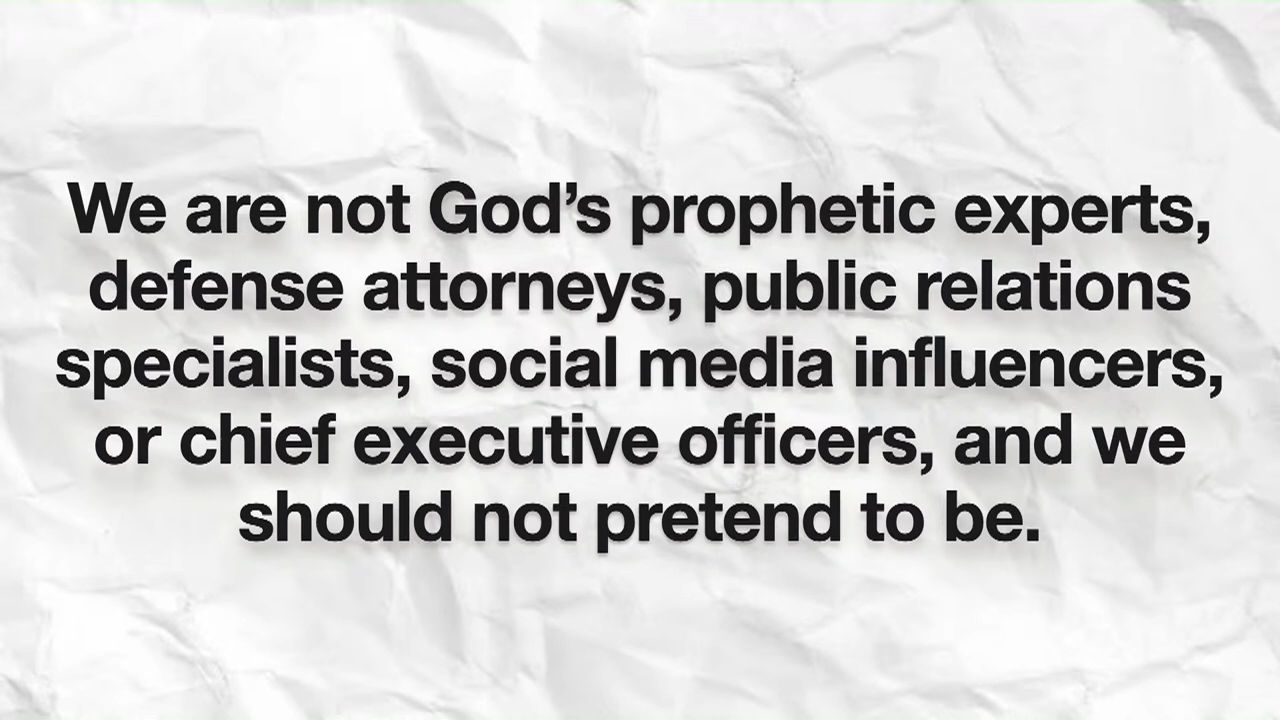 We are not God’s prophetic experts,
defense attorneys, public relations
specialists, social media influencers,
or chief executive officers, and we
should not pretend to be.